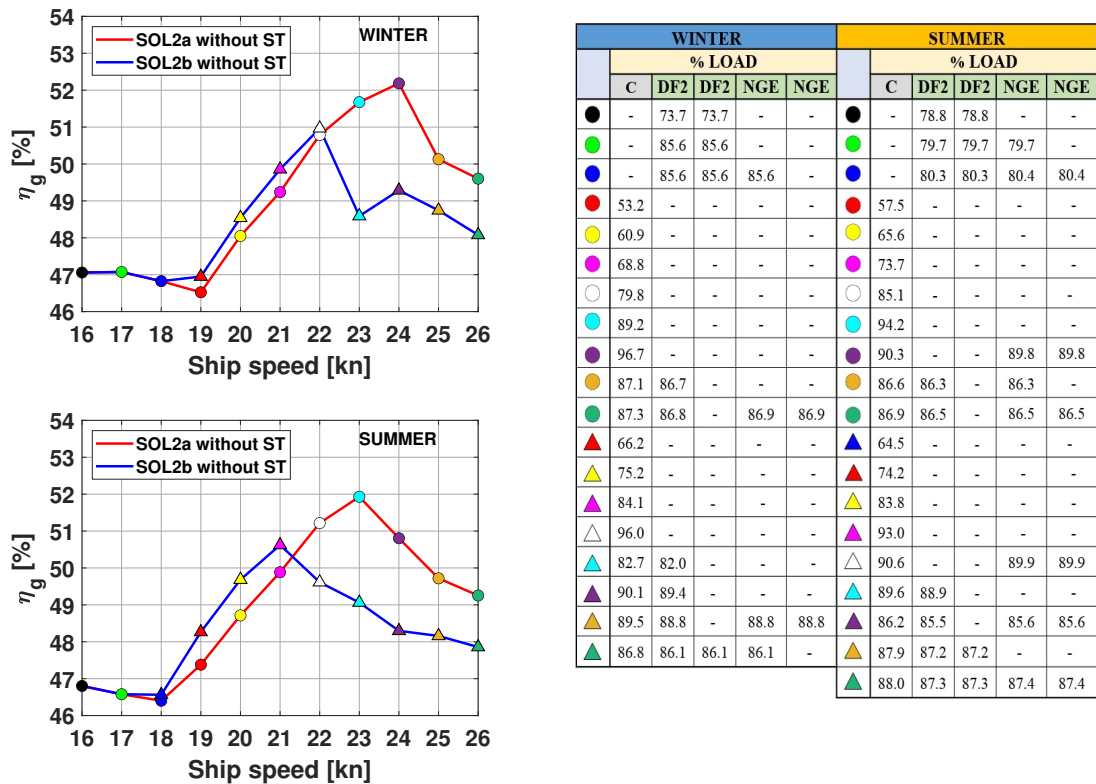 54
53
52
51
50
49
48
47
46
η_g [%]
SOL2a without ST
SOL2b without ST
WINTER
16 17 18 19 20 21 22 23 24 25 26
Ship speed [kn]
54
53
52
51
50
49
48
47
46
η_g [%]
SOL2a without ST
SOL2b without ST
SUMMER
16 17 18 19 20 21 22 23 24 25 26
Ship speed [kn]
WINTER SUMMER
% LOAD % LOAD
C DF2 DF2 NGE NGE C DF2 DF2 NGE NGE
- 73.7 73.7 - - - 78.8 78.8 - -
- 85.6 85.6 - - - 79.7 79.7 79.7 -
- 85.6 85.6 85.6 - - 80.3 80.3 80.4 80.4
53.2 - - - - 57.5 - - - -
60.9 - - - - 65.6 - - - -
68.8 - - - - 73.7 - - - -
79.8 - - - - 85.1 - - - -
89.2 - - - - 94.2 - - - -
96.7 - - - - 90.3 - - 89.8 89.8
87.1 86.7 - - - 86.6 86.3 - 86.3 -
87.3 86.8 - 86.9 86.9 86.9 86.5 - 86.5 86.5
66.2 - - - - 64.5 - - - -
75.2 - - - - 74.2 - - - -
84.1 - - - - 83.8 - - - -
96.0 - - - - 93.0 - - - -
82.7 82.0 - - - 90.6 - - 89.9 89.9
90.1 89.4 - - - 89.6 88.9 - - -
89.5 88.8 - 88.8 88.8 86.2 85.5 - 85.6 85.6
86.8 86.1 86.1 86.1 - 87.9 87.2 87.2 - -
88.0 87.3 87.3 87.4 87.4